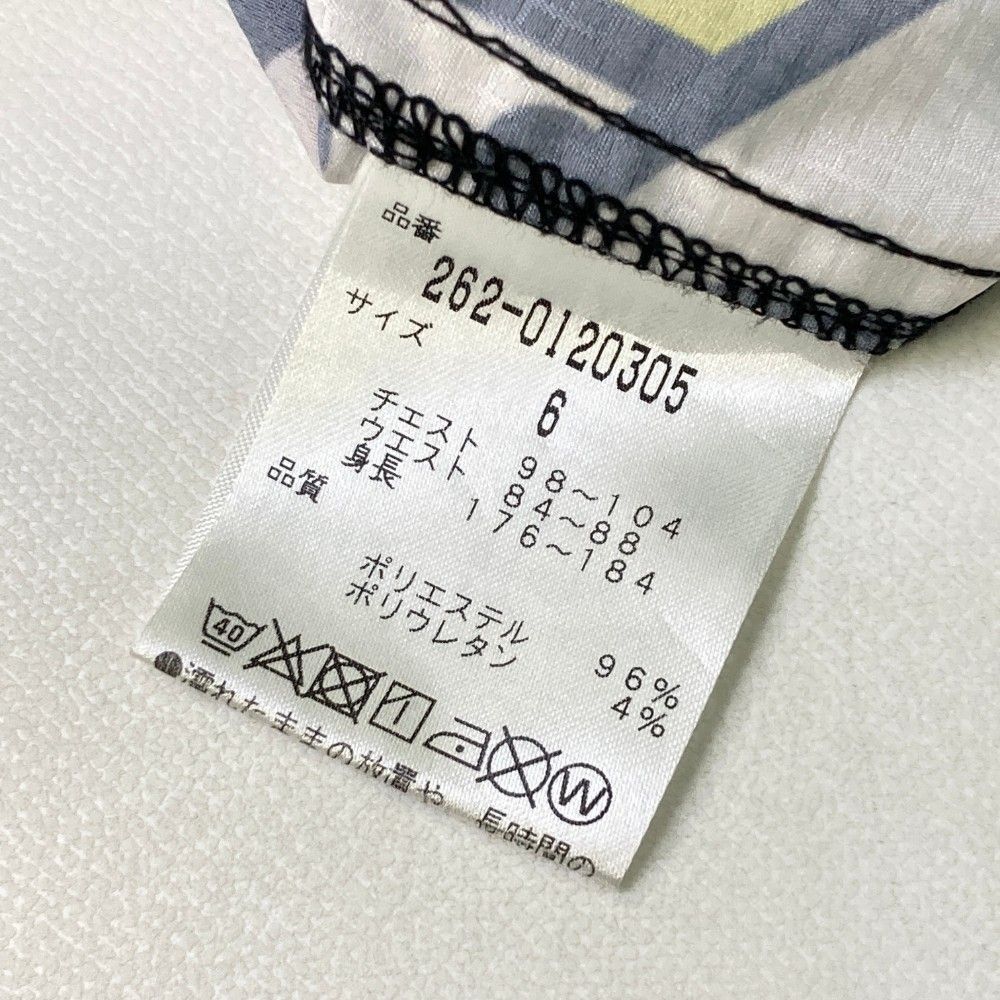 品番
262-0120305
サイズ
6
チェスト 98~104
ウエスト 84~88
身長 176~184
品質
ポリエステル 96%
ポリウレタン 4%
40
W
●濡れたままの放置や 長時間の